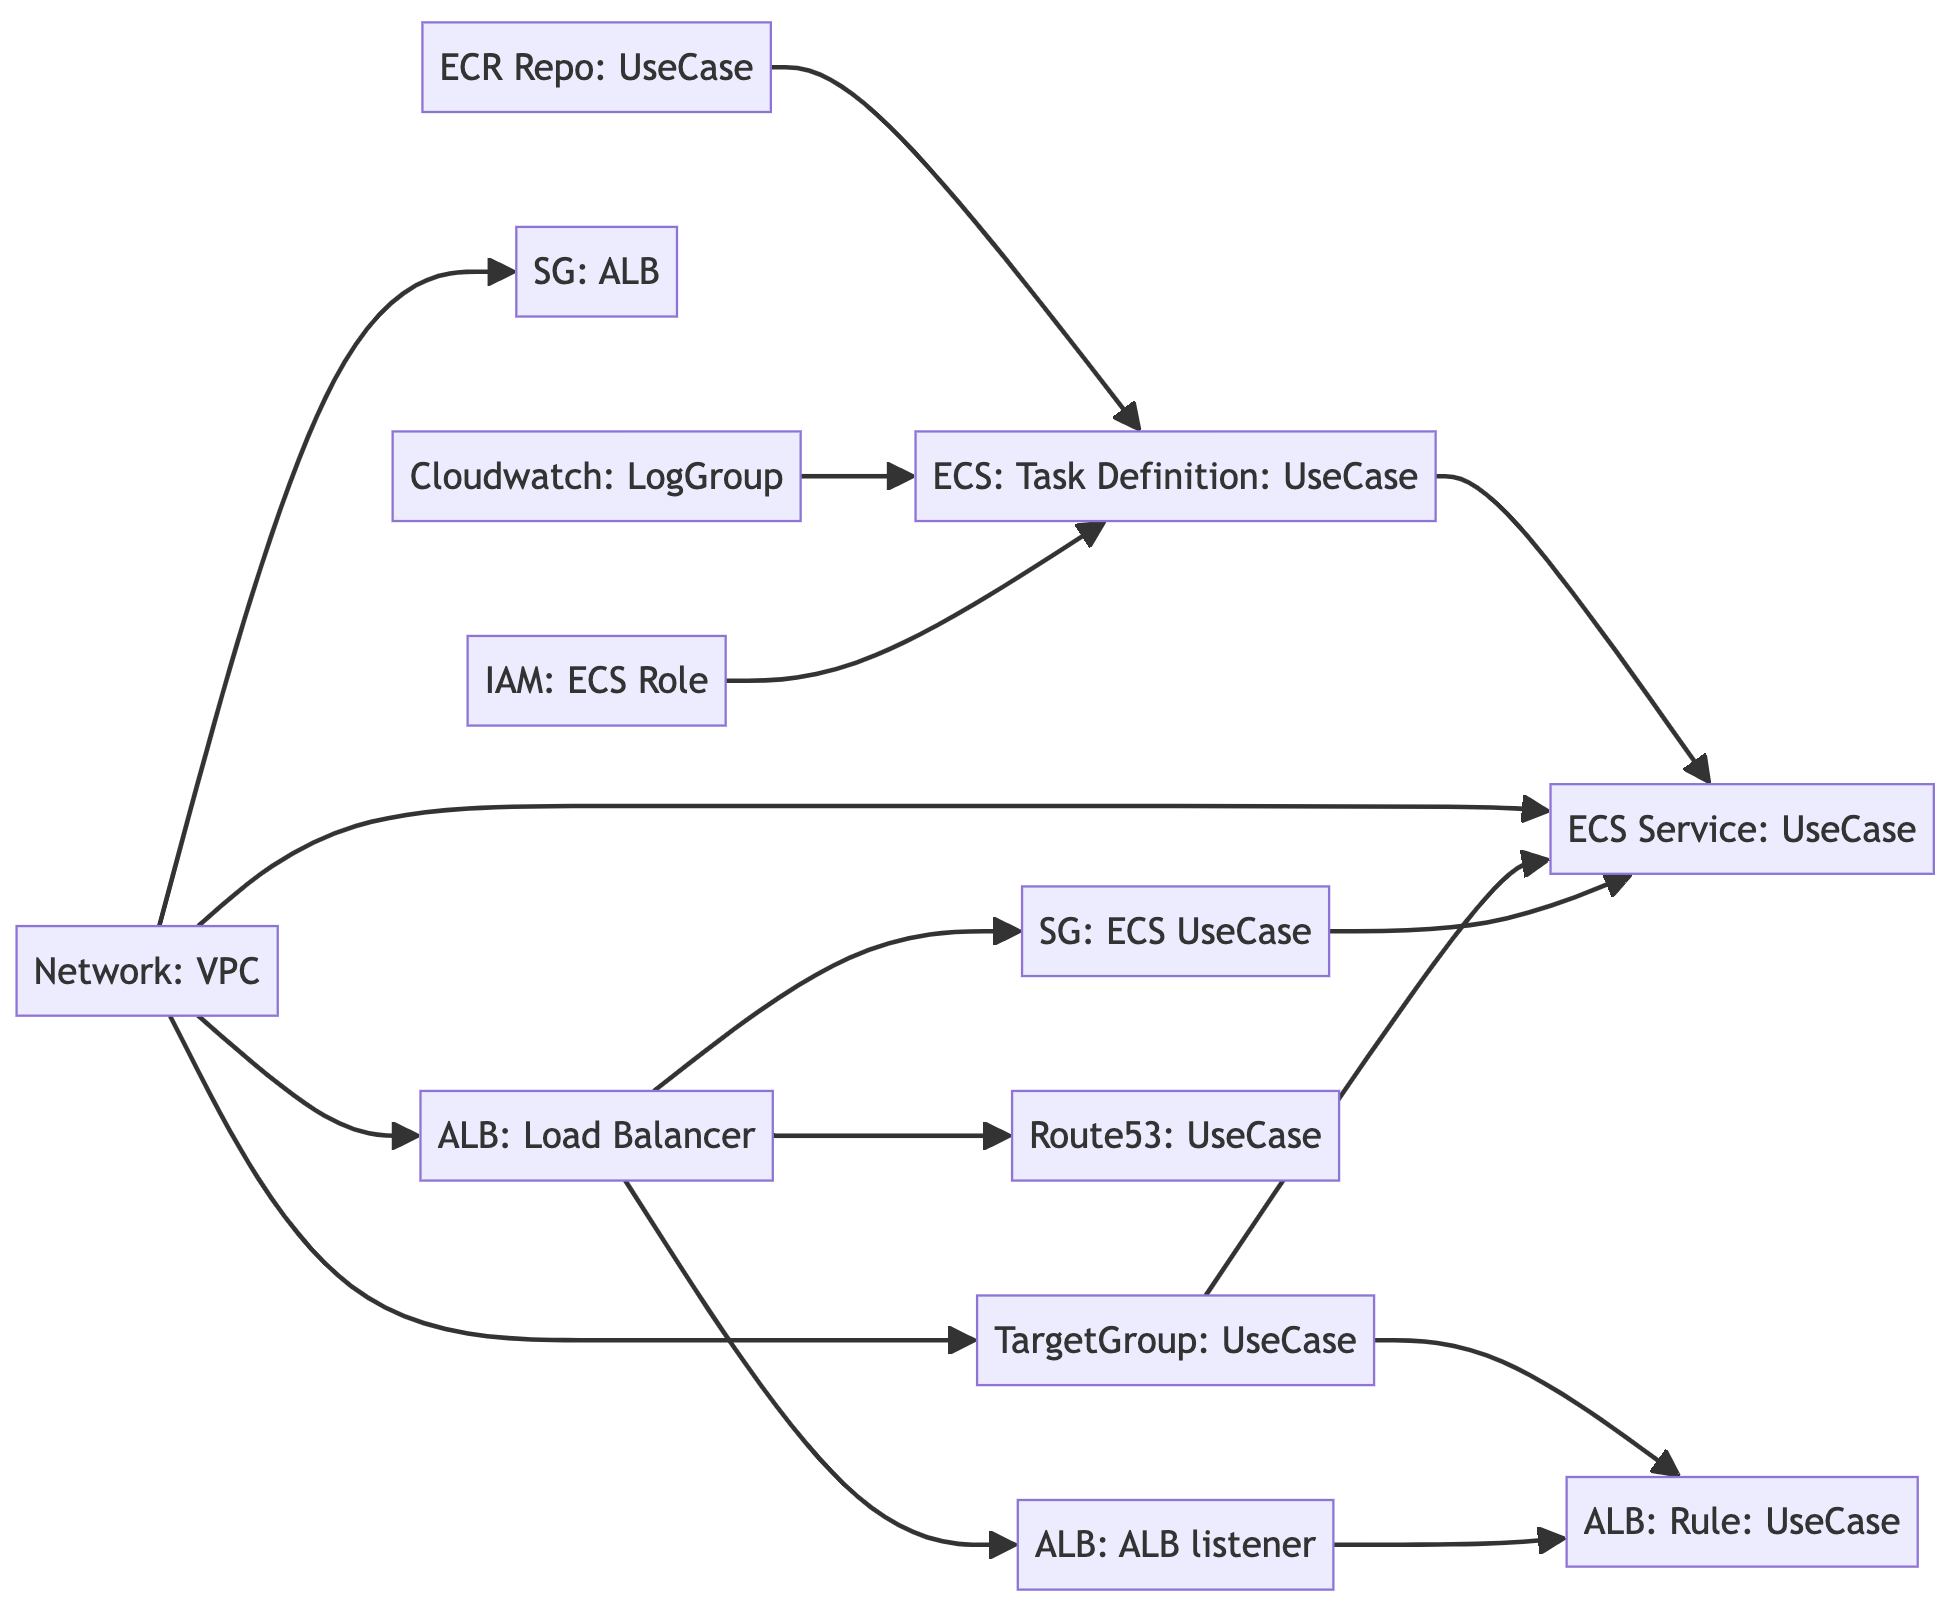 ECR Repo: UseCase
SG: ALB
Cloudwatch: LogGroup
ECS: Task Definition: UseCase
IAM: ECS Role
ECS Service: UseCase
SG: ECS UseCase
Network: VPC
ALB: Load Balancer
Route53: UseCase
TargetGroup: UseCase
ALB: Rule: UseCase
ALB: ALB listener